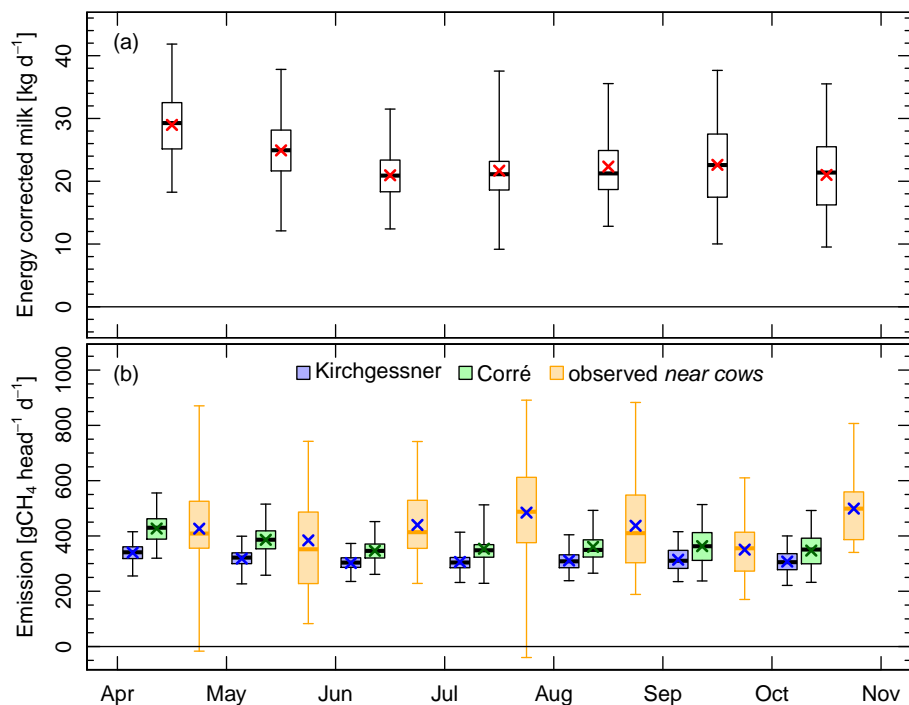 (a)
Energy corrected milk [kg d⁻¹]
40
30
20
10
0
(b)
Kirchgessner
Corré
observed near cows
Emission [gCH₄ head⁻¹ d⁻¹]
1000
800
600
400
200
0
Apr May Jun Jul Aug Sep Oct Nov